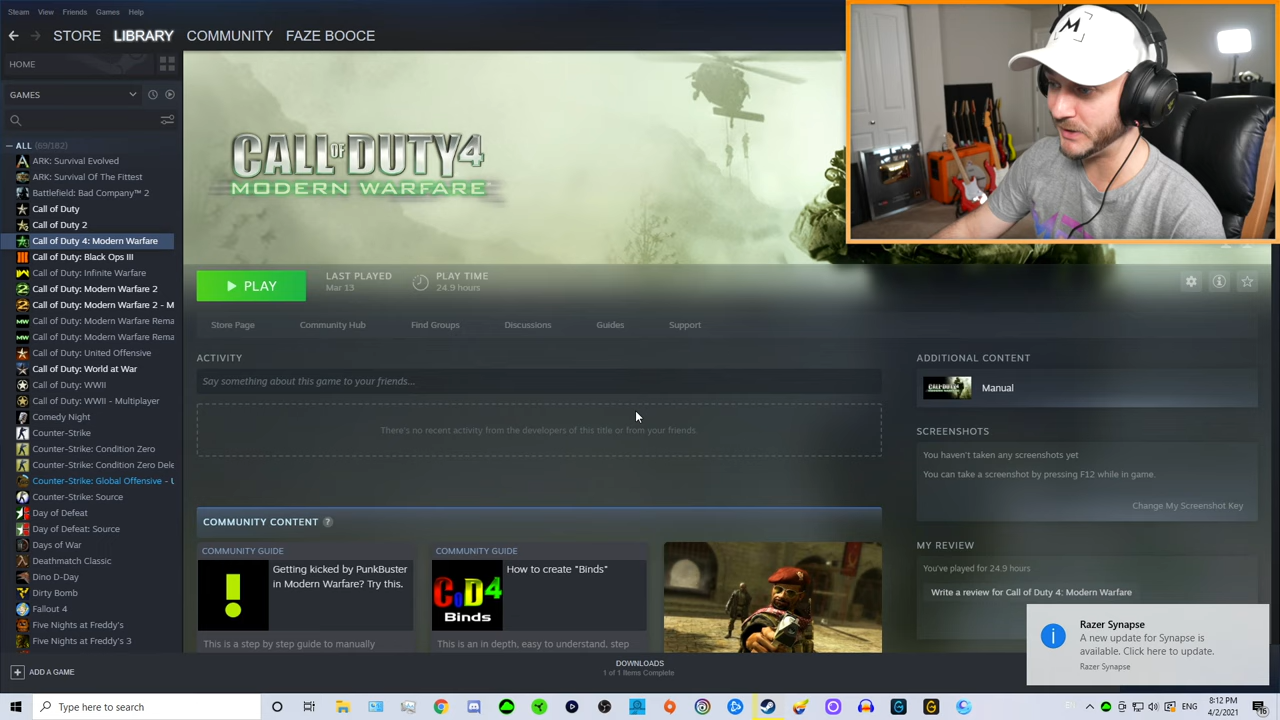 Steam View Friends Games Help
STORE LIBRARY COMMUNITY FAZE BOOCE
HOME
GAMES
ALL (69/182)
ARK: Survival Evolved
ARK: Survival Of The Fittest
Battlefield: Bad Company™ 2
Call of Duty
Call of Duty 2
Call of Duty 4: Modern Warfare
Call of Duty: Black Ops III
Call of Duty: Infinite Warfare
Call of Duty: Modern Warfare 2
Call of Duty: Modern Warfare 2 - M
Call of Duty: Modern Warfare Rema
Call of Duty: Modern Warfare Rema
Call of Duty: United Offensive
Call of Duty: World at War
Call of Duty: WWII
Call of Duty: WWII - Multiplayer
Comedy Night
Counter-Strike
Counter-Strike: Condition Zero
Counter-Strike: Condition Zero Dele
Counter-Strike: Global Offensive - U
Counter-Strike: Source
Day of Defeat
Day of Defeat: Source
Days of War
Deathmatch Classic
Dino D-Day
Dirty Bomb
Fallout 4
Five Nights at Freddy's
Five Nights at Freddy's 3
ADD A GAME
CALL OF DUTY 4
MODERN WARFARE
PLAY
LAST PLAYED
Mar 13
PLAY TIME
24.9 hours
Store Page Community Hub Find Groups Discussions Guides Support
ACTIVITY
Say something about this game to your friends...
There's no recent activity from the developers of this title or from your friends.
COMMUNITY CONTENT ?
COMMUNITY GUIDE
Getting kicked by PunkBuster
in Modern Warfare? Try this.
This is a step by step guide to manually
COMMUNITY GUIDE
CoD4
Binds
How to create "Binds"
This is an in depth, easy to understand, step
ADDITIONAL CONTENT
Manual
SCREENSHOTS
You haven't taken any screenshots yet
You can take a screenshot by pressing F12 while in game.
Change My Screenshot Key
MY REVIEW
You've played for 24.9 hours
Write a review for Call of Duty 4: Modern Warfare
Razer Synapse
A new update for Synapse is
available. Click here to update.
Razer Synapse
DOWNLOADS
1 of 1 Items Complete
Type here to search
ENG
8:12 PM
4/2/2021